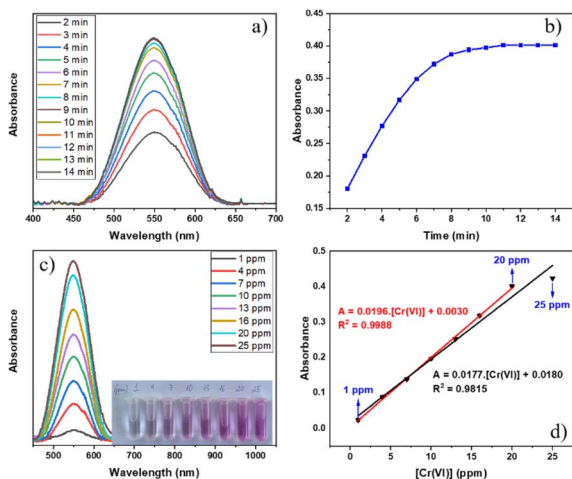 a)
2 min
3 min
4 min
5 min
6 min
7 min
8 min
9 min
10 min
11 min
12 min
13 min
14 min
Absorbance
400 450 500 550 600 650 700
Wavelength (nm)
b)
Absorbance
0.40
0.35
0.30
0.25
0.20
0.15
2 4 6 8 10 12 14
Time (min)
c)
1 ppm
4 ppm
7 ppm
10 ppm
13 ppm
16 ppm
20 ppm
25 ppm
Absorbance
500 600 700 800 900 1000
Wavelength (nm)
d)
Absorbance
0.5
0.4
0.3
0.2
0.1
0.0
20 ppm
25 ppm
A = 0.0196.[Cr(VI)] + 0.0030
R² = 0.9988
A = 0.0177.[Cr(VI)] + 0.0180
R² = 0.9815
1 ppm
0 5 10 15 20 25
[Cr(VI)] (ppm)